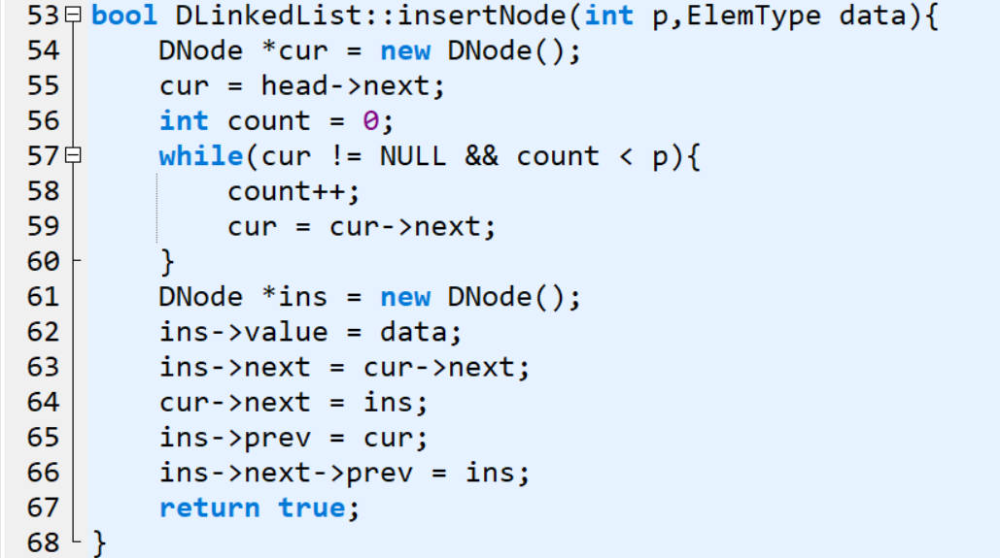 53 bool DLinkedList::insertNode(int p,ElemType data){
54     DNode *cur = new DNode();
55     cur = head->next;
56     int count = 0;
57     while(cur != NULL && count < p){
58         count++;
59         cur = cur->next;
60     }
61     DNode *ins = new DNode();
62     ins->value = data;
63     ins->next = cur->next;
64     cur->next = ins;
65     ins->prev = cur;
66     ins->next->prev = ins;
67     return true;
68 }